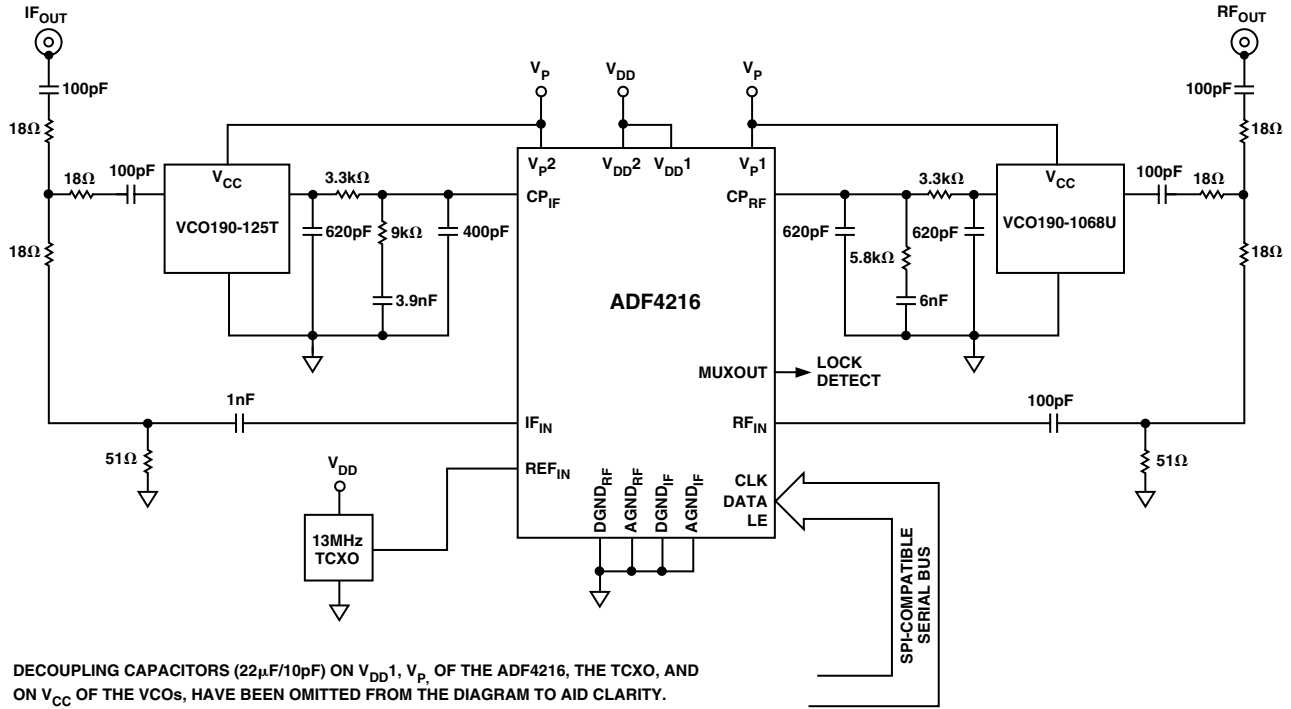 IFOUT
RFOUT
100pF
18Ω
VP
VDD
VP
100pF
18Ω
VP2
VDD2
VDD1
VP1
18Ω
100pF
VCC
VCO190-125T
3.3kΩ
CPIF
620pF
9kΩ
400pF
3.9nF
18Ω
CPRF
3.3kΩ
620pF
5.8kΩ
620pF
6nF
VCC
VCO190-1068U
100pF
18Ω
18Ω
ADF4216
MUXOUT
LOCK
DETECT
1nF
IFIN
RFIN
100pF
51Ω
51Ω
REFIN
VDD
13MHz
TCXO
DGNDRF
AGNDRF
DGNDIF
AGNDIF
CLK
DATA
LE
SPI-COMPATIBLE
SERIAL BUS
DECOUPLING CAPACITORS (22μF/10pF) ON VDD1, VP, OF THE ADF4216, THE TCXO, AND
ON VCC OF THE VCOs, HAVE BEEN OMITTED FROM THE DIAGRAM TO AID CLARITY.